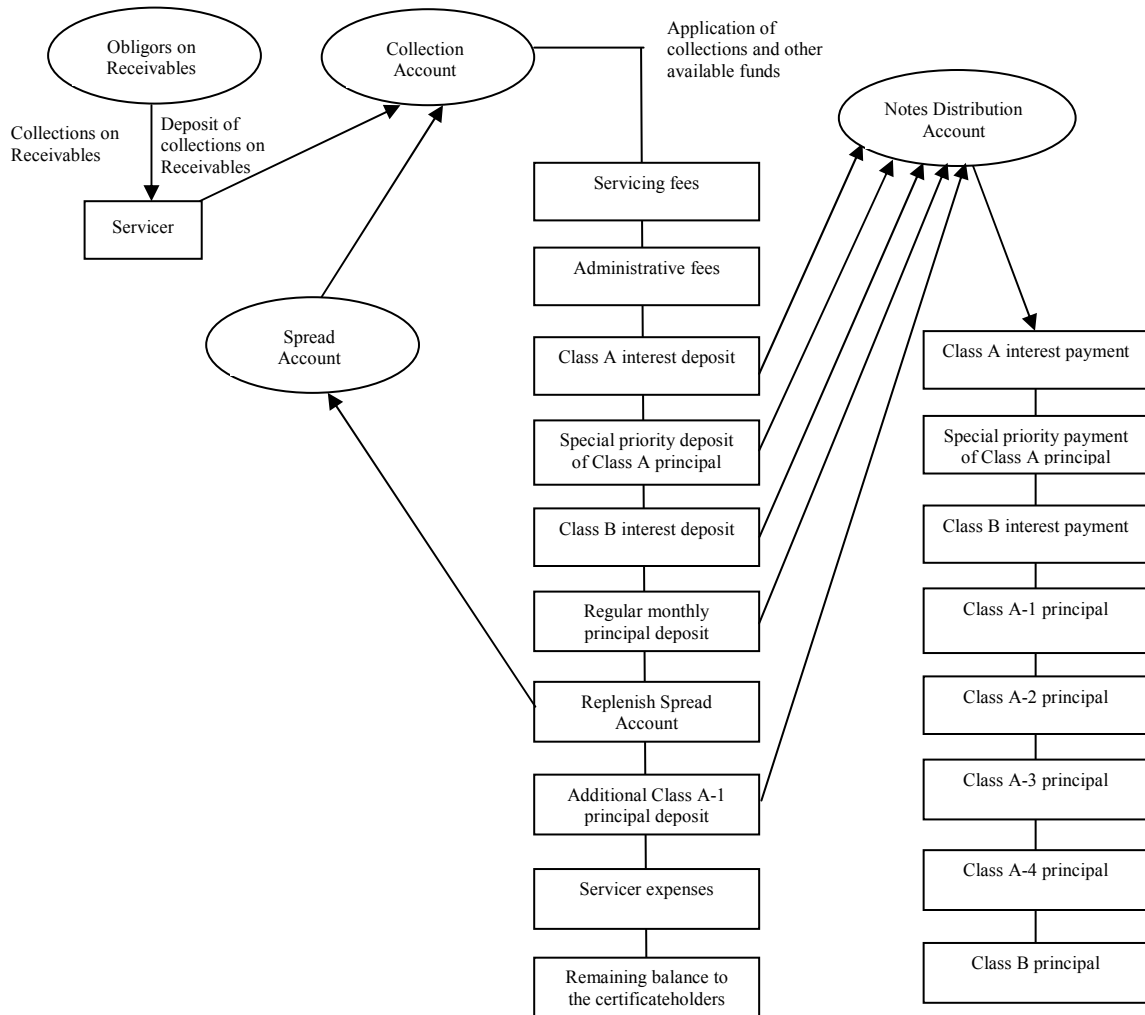 Obligors on
Receivables
Collections on
Receivables
Deposit of
collections on
Receivables
Servicer
Collection
Account
Application of
collections and other
available funds
Spread
Account
Servicing fees
Administrative fees
Class A interest deposit
Special priority deposit
of Class A principal
Class B interest deposit
Regular monthly
principal deposit
Replenish Spread
Account
Additional Class A-1
principal deposit
Servicer expenses
Remaining balance to
the certificateholders
Notes Distribution
Account
Class A interest payment
Special priority payment
of Class A principal
Class B interest payment
Class A-1 principal
Class A-2 principal
Class A-3 principal
Class A-4 principal
Class B principal